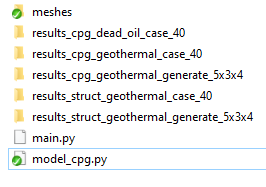 meshes
results_cpg_dead_oil_case_40
results_cpg_geothermal_case_40
results_cpg_geothermal_generate_5x3x4
results_struct_geothermal_case_40
results_struct_geothermal_generate_5x3x4
main.py
model_cpg.py